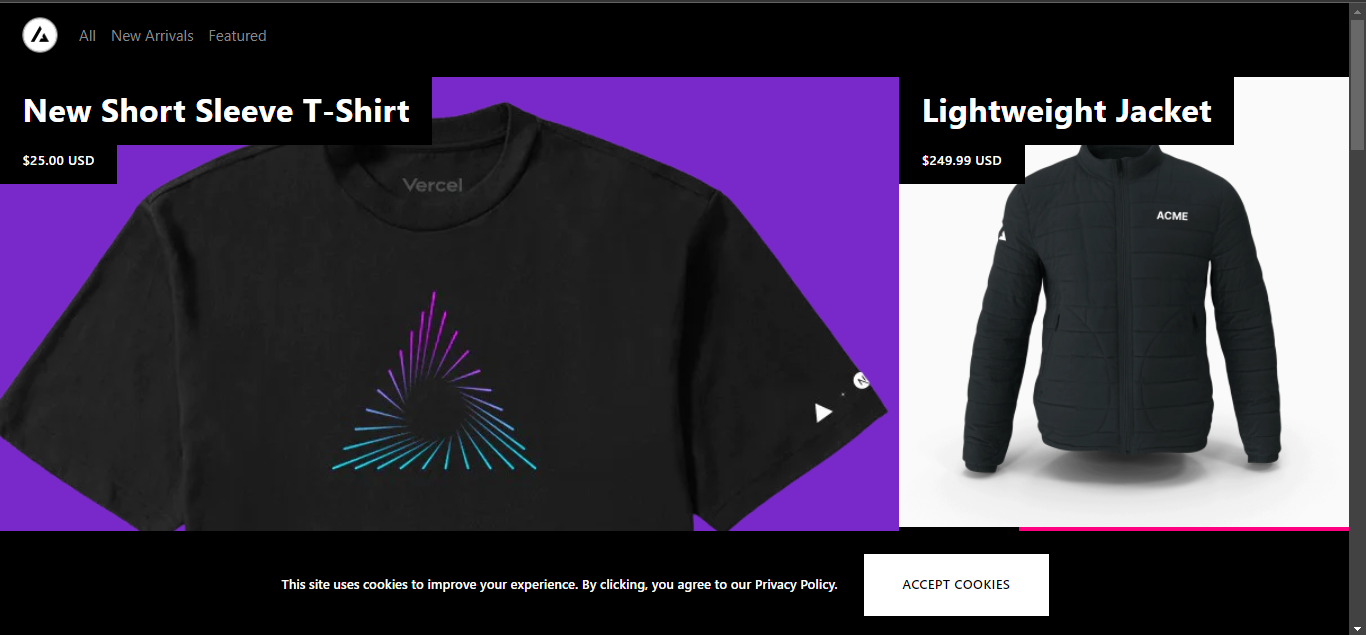 All New Arrivals Featured
New Short Sleeve T-Shirt
$25.00 USD
Vercel
N
Lightweight Jacket
$249.99 USD
ACME
This site uses cookies to improve your experience. By clicking, you agree to our Privacy Policy.
ACCEPT COOKIES